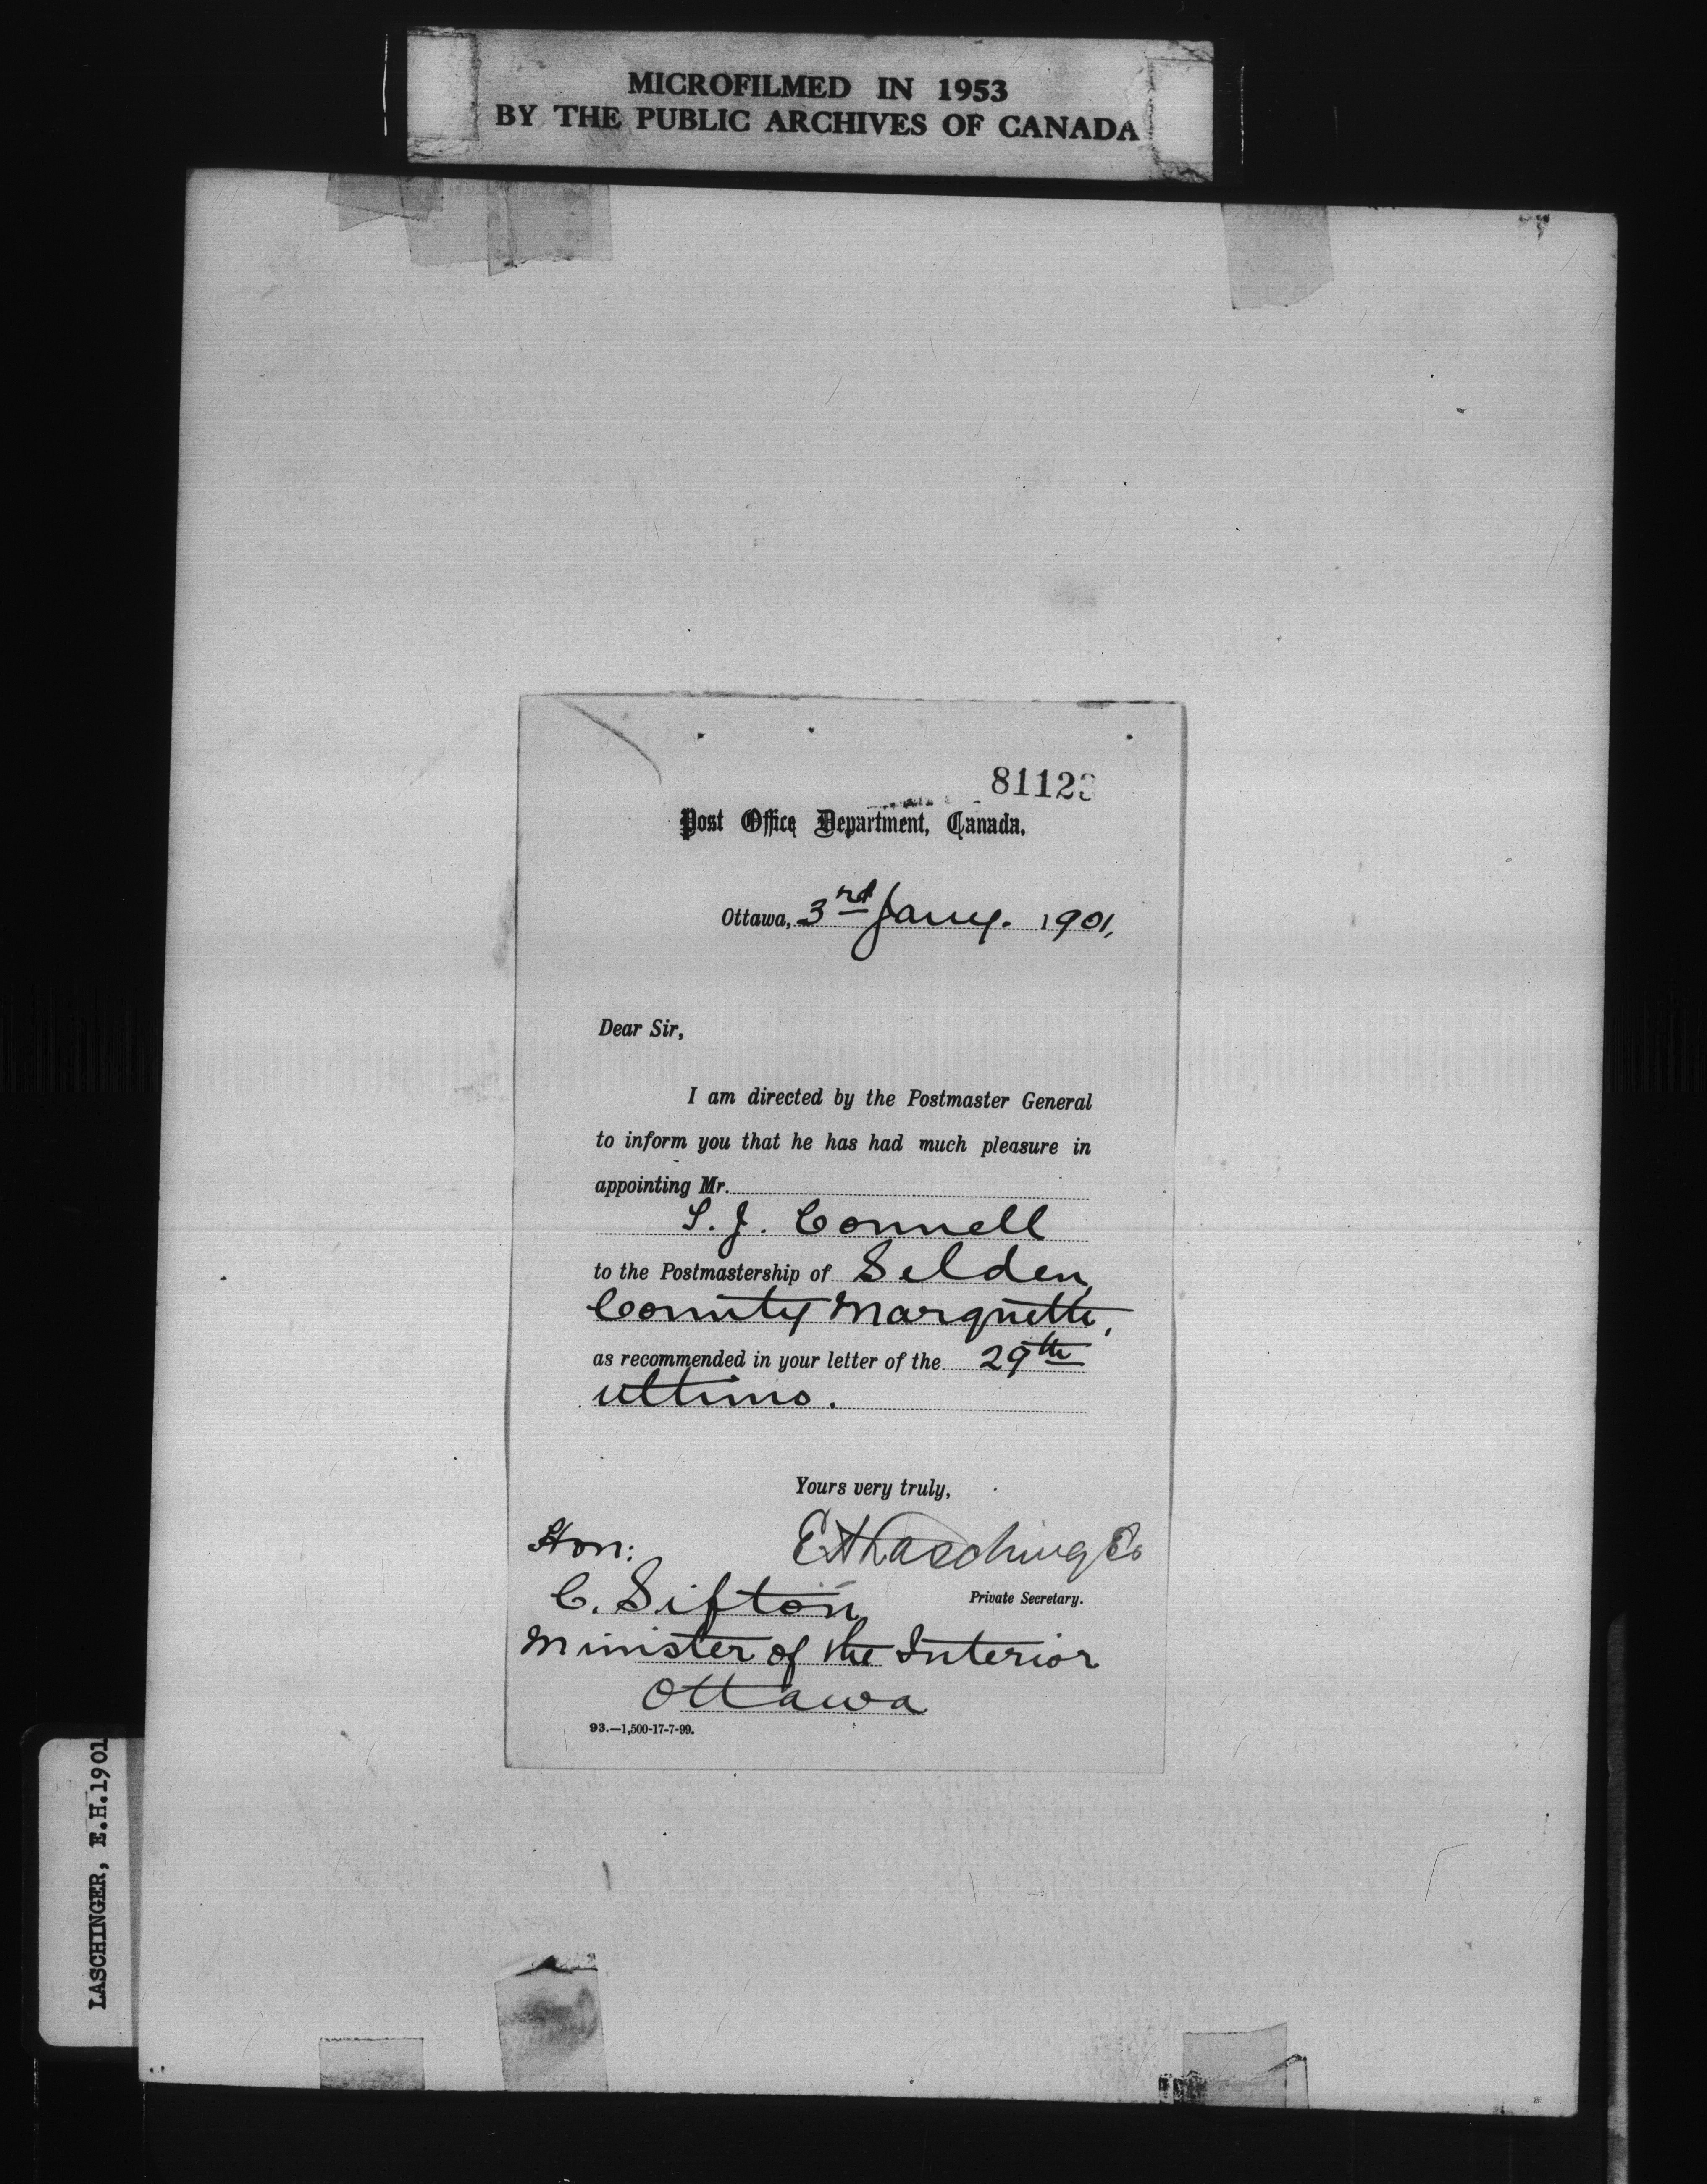 MICROFILMED IN 1953
BY THE PUBLIC ARCHIVES OF CANADA
81123
Post Office Department, Canada.
Ottawa, 3rd Jany. 1901,
Dear Sir,
I am directed by the Postmaster General
to inform you that he has had much pleasure in
appointing Mr.
S. J. Connell
to the Postmastership of Selden,
County Marquette,
as recommended in your letter of the 29th
ultimo.
Yours very truly,
Hon: EHLaschinger
C. Sifton Private Secretary.
Minister of the Interior
Ottawa
93.—1,500-17-7-99.
LASCHINGER, E.H.1901